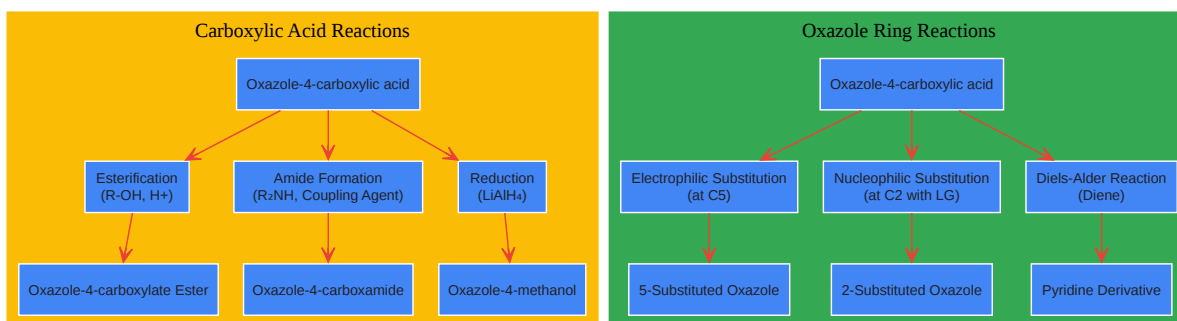 Carboxylic Acid Reactions
Oxazole-4-carboxylic acid
Esterification
(R-OH, H+)
Amide Formation
(R₂NH, Coupling Agent)
Reduction
(LiAlH₄)
Oxazole-4-carboxylate Ester
Oxazole-4-carboxamide
Oxazole-4-methanol
Oxazole Ring Reactions
Oxazole-4-carboxylic acid
Electrophilic Substitution
(at C5)
Nucleophilic Substitution
(at C2 with LG)
Diels-Alder Reaction
(Diene)
5-Substituted Oxazole
2-Substituted Oxazole
Pyridine Derivative